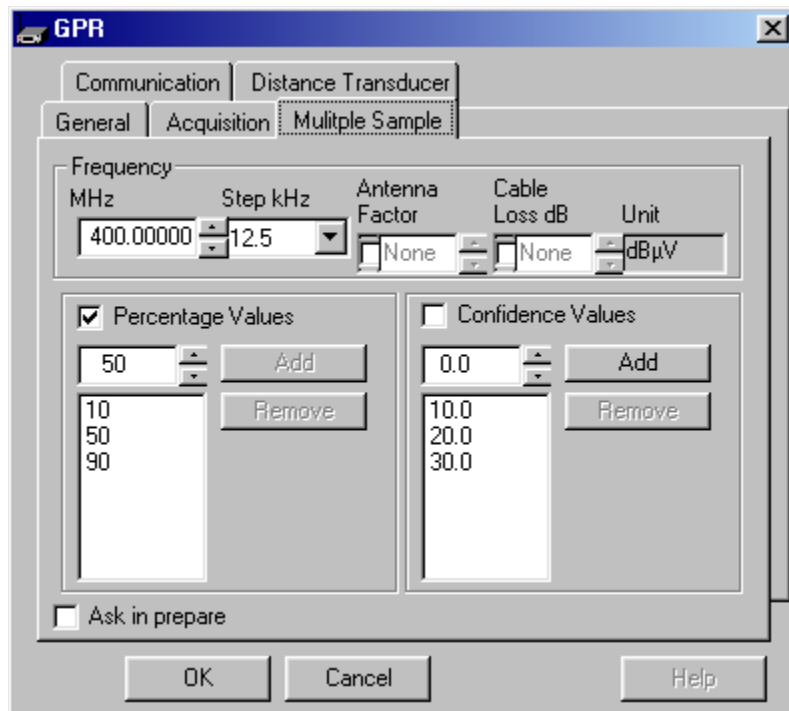 GPR
Communication Distance Transducer
General Acquisition Mulitple Sample
Frequency
MHz Step kHz Antenna Factor Cable Loss dB Unit
400.00000 12.5 None None dBµV
Percentage Values Confidence Values
50 Add 0.0 Add
10 Remove 10.0 Remove
50 20.0
90 30.0
Ask in prepare
OK Cancel Help